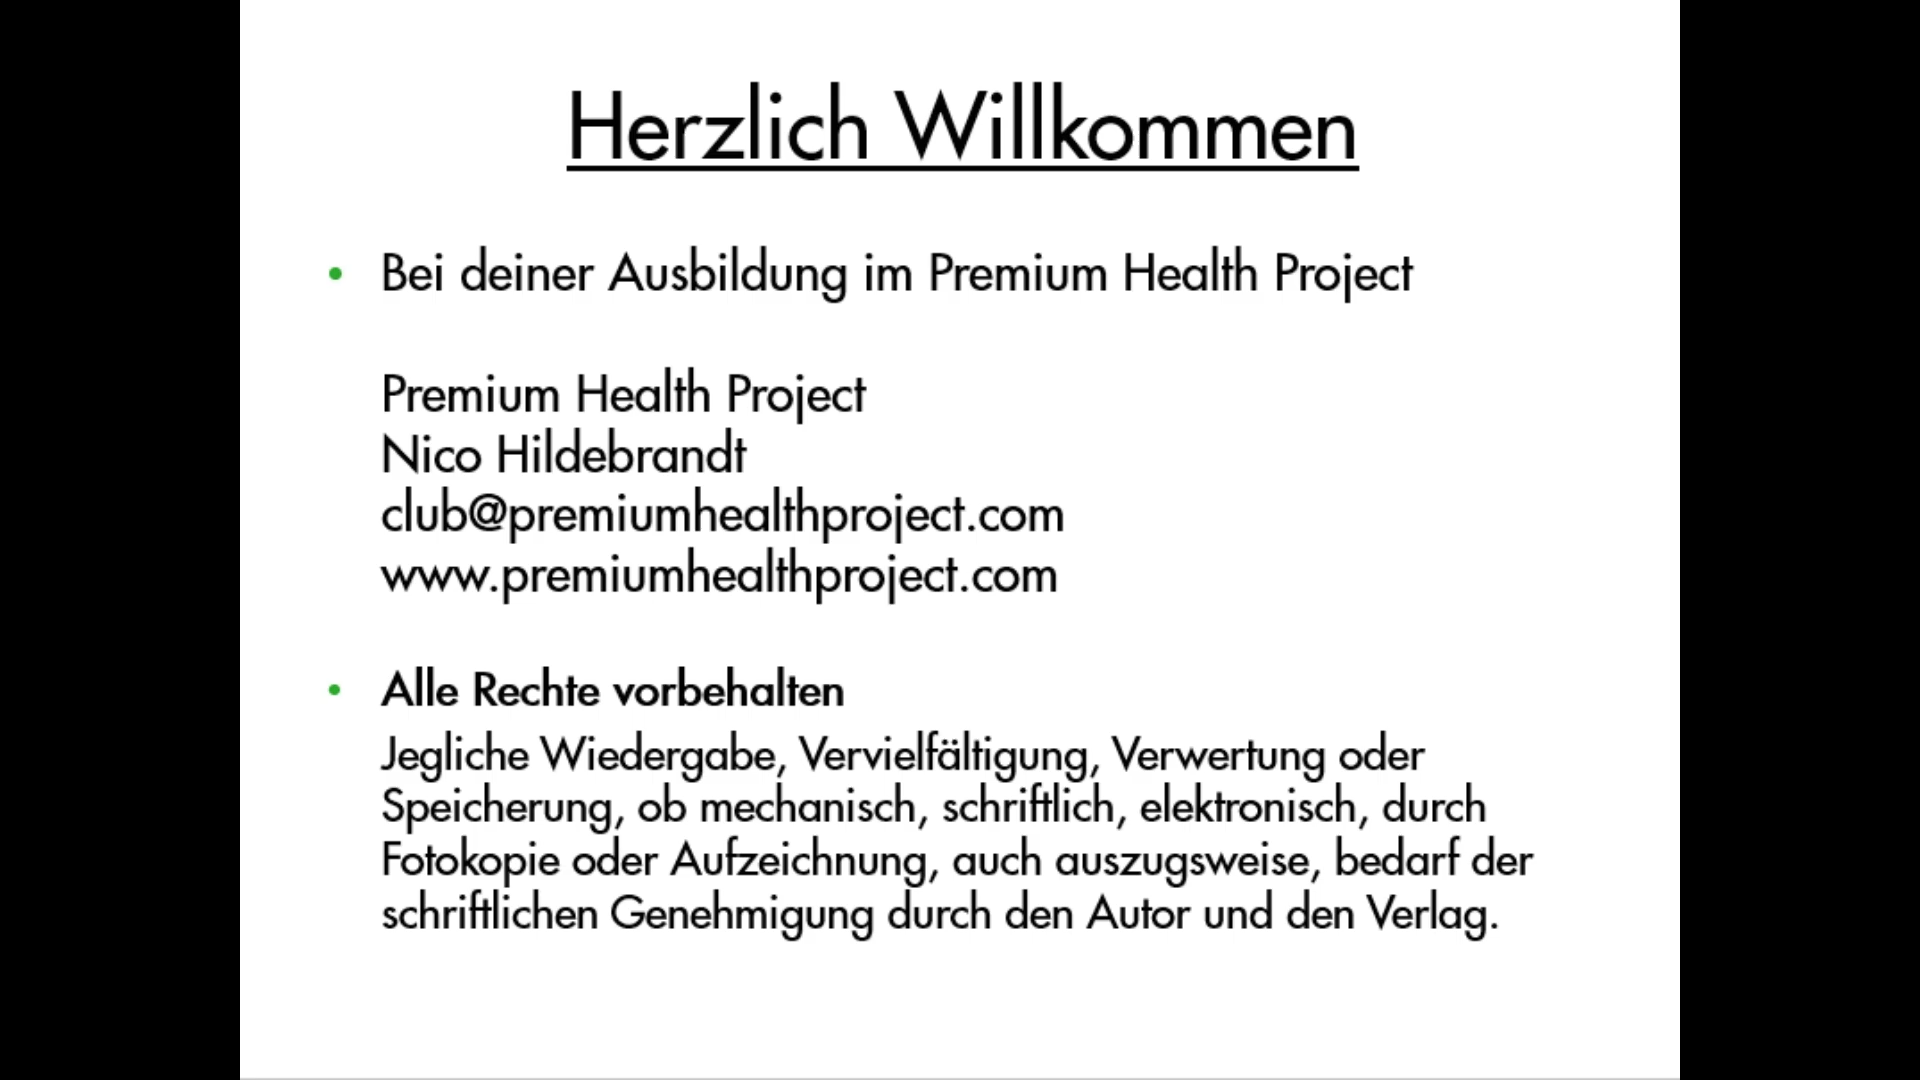 Herzlich Willkommen
• Bei deiner Ausbildung im Premium Health Project
Premium Health Project
Nico Hildebrandt
club@premiumhealthproject.com
www.premiumhealthproject.com
• Alle Rechte vorbehalten
Jegliche Wiedergabe, Vervielfältigung, Verwertung oder
Speicherung, ob mechanisch, schriftlich, elektronisch, durch
Fotokopie oder Aufzeichnung, auch auszugsweise, bedarf der
schriftlichen Genehmigung durch den Autor und den Verlag.